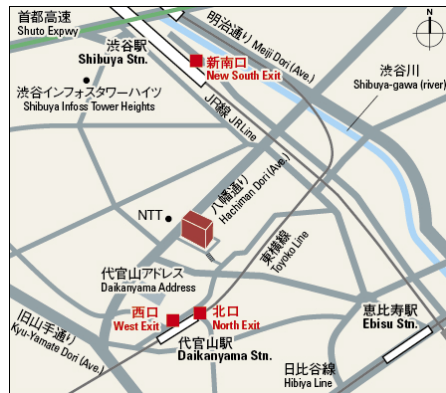 首都高速
Shuto Expwy
明治通り Meiji Dori (Ave.)
N
渋谷駅
Shibuya Stn.
新南口
New South Exit
渋谷川
Shibuya-gawa (river)
渋谷インフォスタワーハイツ
Shibuya Infoss Tower Heights
JR線 JR Line
八幡通り
Hachiman Dori (Ave.)
NTT
東横線
Toyoko Line
代官山アドレス
Daikanyama Address
西口
West Exit
北口
North Exit
恵比寿駅
Ebisu Stn.
旧山手通り
Kyu-Yamate Dori (Ave.)
代官山駅
Daikanyama Stn.
日比谷線
Hibiya Line